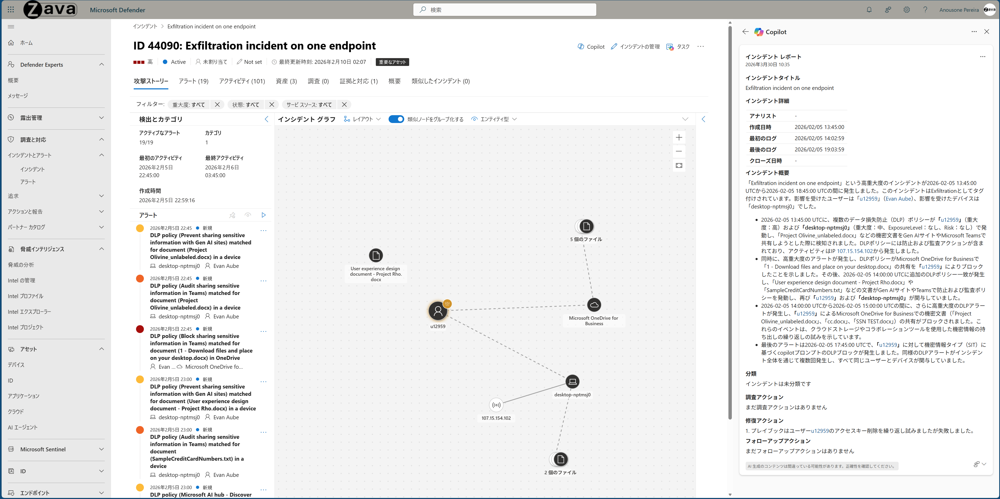 Zava
Microsoft Defender
検索
Anousone Pereira
Zava
ホーム
Defender Experts
概要
メッセージ
露出管理
調査と対応
インシデントとアラート
インシデント
アラート
追求
アクションと報告
パートナー カタログ
脅威インテリジェンス
脅威の分析
Intel の管理
Intel プロファイル
Intel エクスプローラー
Intel プロジェクト
アセット
デバイス
ID
アプリケーション
クラウド
AI エージェント
Microsoft Sentinel
ID
エンドポイント
インシデント > Exfiltration incident on one endpoint
ID 44090: Exfiltration incident on one endpoint
Copilot
インシデントの管理
タスク
高
Active
未割り当て
Not set
最終更新時刻: 2026年2月10日 02:07
重要なアセット
攻撃ストーリー
アラート (19)
アクティビティ (101)
資産 (3)
調査 (0)
証拠と対応 (1)
概要
類似したインシデント (0)
フィルター:
重大度: すべて
状態: すべて
サービス ソース: すべて
検出とカテゴリ
アクティブなアラート
カテゴリ
19/19
1
最初のアクティビティ
最終アクティビティ
2026年2月5日
22:45:00
2026年2月6日
03:45:00
作成時間
2026年2月5日 22:59:16
アラート
2026年2月5日 22:45 新規
DLP policy (Prevent sharing sensitive
information with Gen AI sites) matched
for document (Project
Olivine_unlabeled.docx) in a device
desktop-nptmsj0 Evan Aube
2026年2月5日 22:45 新規
DLP policy (Audit sharing sensitive
information in Teams) matched for
document (Project
Olivine_unlabeled.docx) in a device
desktop-nptmsj0 Evan Aube
2026年2月5日 22:45 新規
DLP policy (Block sharing sensitive
information in Teams) matched for
document (1 - Download files and place
on your desktop.docx) in OneDrive
Evan ... Microsoft OneDrive fo...
2026年2月5日 23:00 新規
DLP policy (Prevent sharing sensitive
information with Gen AI sites) matched
for document (User experience design
document - Project Rho.docx) in a device
desktop-nptmsj0 Evan Aube
2026年2月5日 23:00 新規
DLP policy (Audit sharing sensitive
information in Teams) matched for
document
(SampleCreditCardNumbers.txt) in a
device
desktop-nptmsj0 Evan Aube
2026年2月5日 23:00 新規
DLP policy (Microsoft AI hub - Discover
インシデント グラフ
レイアウト
類似ノードをグループ化する
エンティティ型
5 個のファイル
User experience design
document - Project Rho.
docx
u12959
Microsoft OneDrive for
Business
desktop-nptmsj0
107.15.154.102
2 個のファイル
Copilot
インシデント レポート
2026年3月30日 10:35
インシデントタイトル
Exfiltration incident on one endpoint
インシデント詳細
アナリスト -
作成日時 2026/02/05 13:45:00
最初のログ 2026/02/05 14:02:59
最後のログ 2026/02/05 19:03:59
クローズ日時 -
インシデント概要
「Exfiltration incident on one endpoint」という高重大度のインシデントが2026-02-05 13:45:00
UTCから2026-02-05 18:45:00 UTCの間に発生しました。このインシデントはExfiltrationとしてタグ
付けされています。影響を受けたユーザーは「u12959」（Evan Aube）、影響を受けたデバイスは
「desktop-nptmsj0」でした。
• 2026-02-05 13:45:00 UTCに、複数のデータ損失防止（DLP）ポリシーが「u12959」（重大
度：高）および「desktop-nptmsj0」（重大度：中、ExposureLevel：なし、Risk：なし）で発
動し、「Project Olivine_unlabeled.docx」などの機密文書をGen AIサイトやMicrosoft Teamsで
共有しようとした際に検知されました。DLPポリシーには防止および監査アクションが含ま
れており、アクティビティはIP 107.15.154.102から発生しました。
• 同時に、高重大度のアラートが発生し、DLPポリシーがMicrosoft OneDrive for Businessで
「1 - Download files and place on your desktop.docx」の共有を「u12959」によりブロック
したことを示しました。その後、2026-02-05 14:00:00 UTCに追加のDLPポリシー一致が発生
し、「User experience design document - Project Rho.docx」や
「SampleCreditCardNumbers.txt」などの文書がGen AIサイトやTeamsで防止および監査ポリ
シーを発動し、再び「u12959」および「desktop-nptmsj0」が関与していました。
• 2026-02-05 14:00:00 UTCから2026-02-05 15:00:00 UTCの間に、さらに高重大度のDLPアラー
トが発生し、「u12959」によるMicrosoft OneDrive for Businessでの機密文書（「Project
Olivine_unlabeled.docx」、「cc.docx」、「SSN TEST.docx」）の共有がブロックされました。こ
れらのイベントは、クラウドストレージやコラボレーションツールを使用した機密情報の持
ち出しの繰り返しの試みを示しています。
• 最後のアラートは2026-02-05 17:45:00 UTCで、「u12959」に対して機密情報タイプ（SIT）に
基づくcopilotプロンプトのDLPブロックが発生しました。同様のDLPアラートがインシデン
ト全体を通じて複数回発生し、すべて同じユーザーとデバイスが関与していました。
分類
インシデントは未分類です
調査アクション
まだ調査アクションはありません
修復アクション
1. プレイブックはユーザーu12959のアクセスキー削除を繰り返し試みましたが失敗しました。
フォローアップアクション
まだフォローアップアクションはありません
AI 生成のコンテンツは間違っている可能性があります。正確性を確認してください。